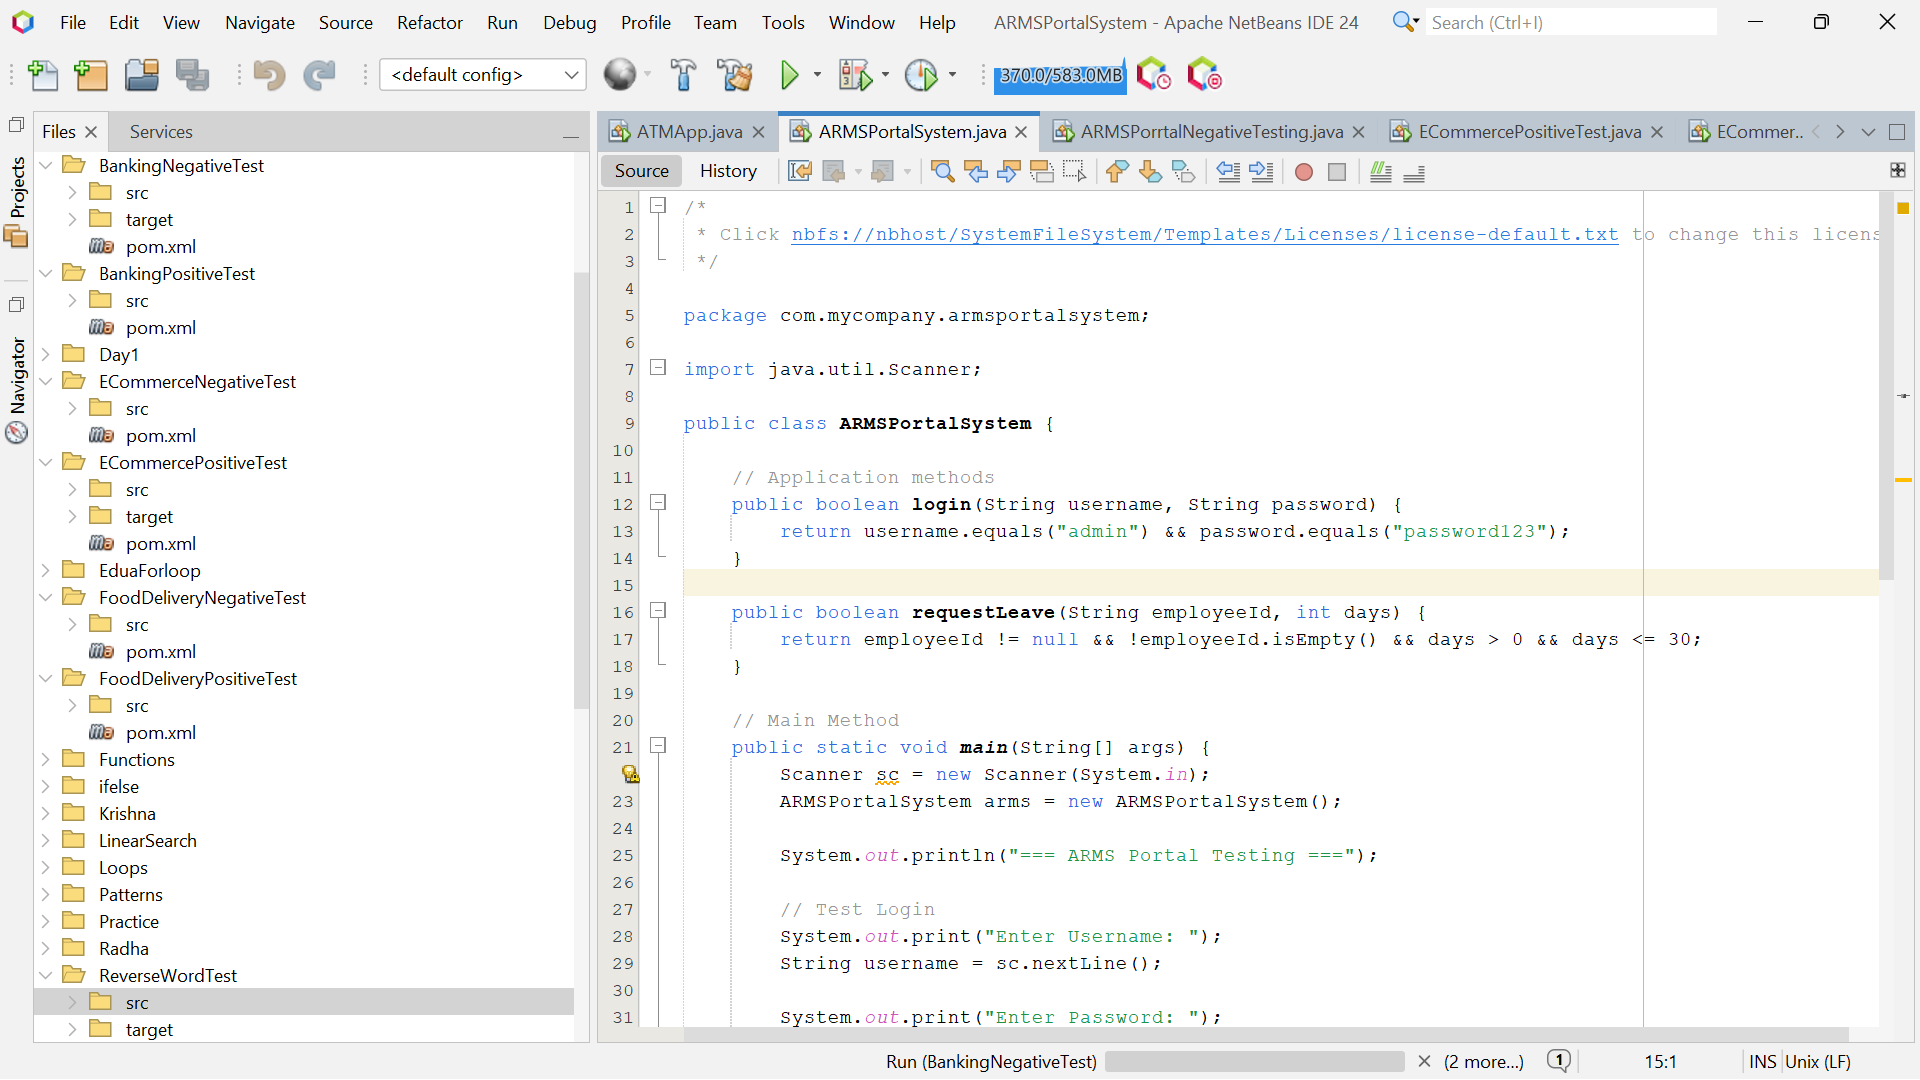 File Edit View Navigate Source Refactor Run Debug Profile Team Tools Window Help ARMSPortalSystem - Apache NetBeans IDE 24 Search (Ctrl+I)
<default config> 370.0/583.0MB
Files Services
Projects
Navigator
BankingNegativeTest
src
target
pom.xml
BankingPositiveTest
src
pom.xml
Day1
ECommerceNegativeTest
src
pom.xml
ECommercePositiveTest
src
target
pom.xml
EduaForloop
FoodDeliveryNegativeTest
src
pom.xml
FoodDeliveryPositiveTest
src
pom.xml
Functions
ifelse
Krishna
LinearSearch
Loops
Patterns
Practice
Radha
ReverseWordTest
src
target
ATMApp.java ARMSPortalSystem.java ARMSPorrtalNegativeTesting.java ECommercePositiveTest.java ECommer..
Source History
1 /*
2 * Click nbfs://nbhost/SystemFileSystem/Templates/Licenses/license-default.txt to change this licens
3 */
4
5 package com.mycompany.armsportalsystem;
6
7 import java.util.Scanner;
8
9 public class ARMSPortalSystem {
10
11 // Application methods
12 public boolean login(String username, String password) {
13 return username.equals("admin") && password.equals("password123");
14 }
15
16 public boolean requestLeave(String employeeId, int days) {
17 return employeeId != null && !employeeId.isEmpty() && days > 0 && days <= 30;
18 }
19
20 // Main Method
21 public static void main(String[] args) {
Scanner sc = new Scanner(System.in);
23 ARMSPortalSystem arms = new ARMSPortalSystem();
24
25 System.out.println("=== ARMS Portal Testing ===");
26
27 // Test Login
28 System.out.print("Enter Username: ");
29 String username = sc.nextLine();
30
31 System.out.print("Enter Password: ");
Run (BankingNegativeTest) (2 more...) 1 15:1 INS Unix (LF)